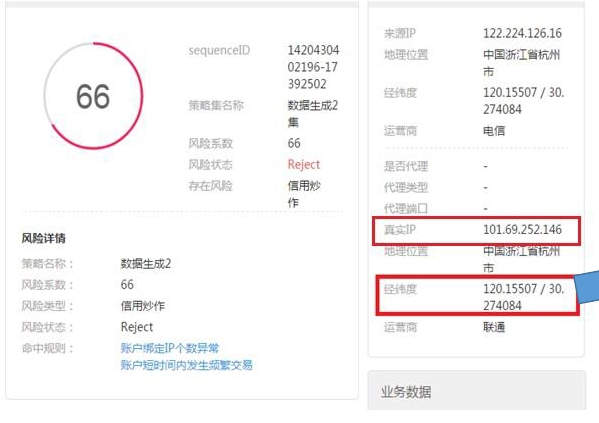 66
sequenceID 14204304
02196-17
392502
策略集名称 数据生成2
集
风险系数 66
风险状态 Reject
存在风险 信用炒
作
风险详情
策略名称： 数据生成2
风险系数： 66
风险类型： 信用炒作
风险状态： Reject
命中规则： 账户绑定IP个数异常
账户短时间内发生频繁交易
来源IP 122.224.126.16
地理位置 中国浙江省杭州
市
经纬度 120.15507 / 30.
274084
运营商 电信
是否代理 -
代理类型 -
代理端口 -
真实IP 101.69.252.146
地理位置 中国浙江省杭州
市
经纬度 120.15507 / 30.
274084
运营商 联通
业务数据